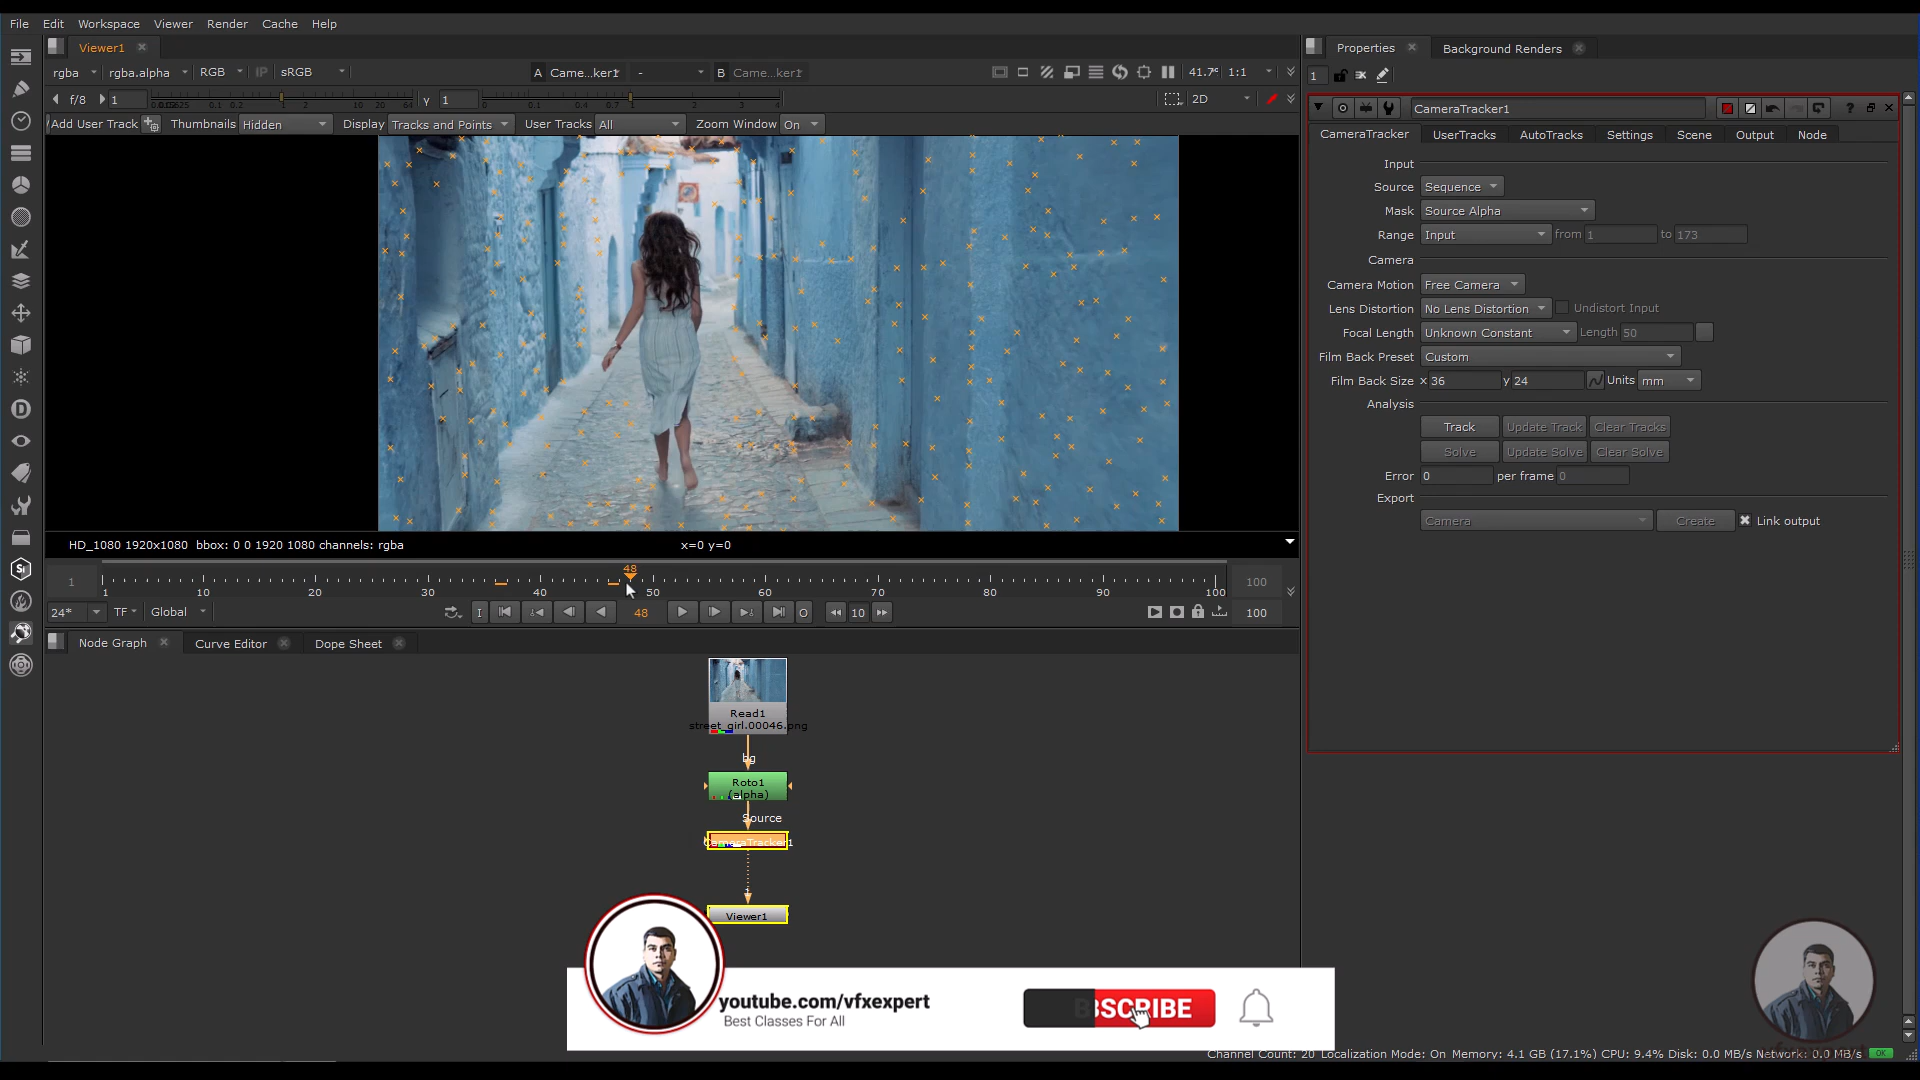 File Edit Workspace Viewer Render Cache Help
Viewer1
Properties Background Renders
rgba rgba.alpha RGB IP sRGB A Came...ker1 - B Came...ker1 1:1
1
f/8 1 γ 1 2D
CameraTracker1
Add User Track Thumbnails Hidden Display Tracks and Points User Tracks All Zoom Window On
CameraTracker UserTracks AutoTracks Settings Scene Output Node
Input
Source Sequence
Mask Source Alpha
Range Input from 1 to 173
Camera
Camera Motion Free Camera
Lens Distortion No Lens Distortion Undistort Input
Focal Length Unknown Constant Length 50
Film Back Preset Custom
Film Back Size x 36 y 24 Units mm
Analysis
Track Update Track Clear Tracks
Solve Update Solve Clear Solve
Error 0 per frame 0
Export
Camera Create Link output
HD_1080 1920x1080 bbox: 0 0 1920 1080 channels: rgba x=0 y=0
48
1 100
1 10 20 30 40 50 60 70 80 90 100
24* TF Global I 48 O 10 100
Node Graph Curve Editor Dope Sheet
Read1
street_girl.00046.png
bg
Roto1
(alpha)
Source
CameraTracker1
1
Viewer1
youtube.com/vfxexpert
Best Classes For All
BSCRIBE
vfxexpert
Channel Count: 20 Localization Mode: On Memory: 4.1 GB (17.1%) CPU: 9.4% Disk: 0.0 MB/s Network: 0.0 MB/s OK